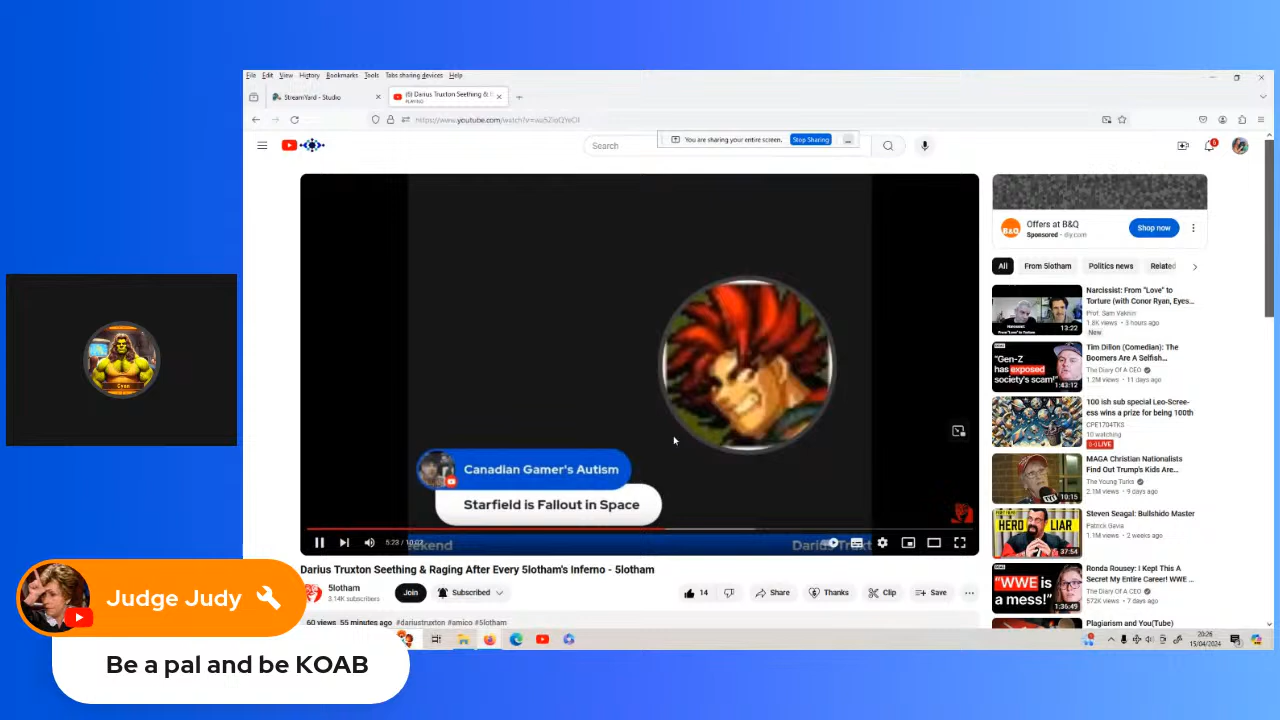 File Edit View History Bookmarks Tools Tabs sharing devices Help
StreamYard - Studio
(6) Darius Truxton Seething & R
PLAYING
Search
You are sharing your entire screen.
Stop Sharing
6
Offers at B&Q
Sponsored · diy.com
Shop now
All
From 5lotham
Politics news
Related
Narcissist: From "Love" to
Torture (with Conor Ryan, Eyes...
Prof. Sam Vaknin
1.8K views • 3 hours ago
New
13:22
"Gen-Z
has exposed
society's scam!"
1:43:12
Tim Dillon (Comedian): The
Boomers Are A Selfish...
The Diary Of A CEO
1.2M views • 11 days ago
100 ish sub special Leo-Scree-
ess wins a prize for being 100th
CPE1704TKS
10 watching
LIVE
MAGA Christian Nationalists
Find Out Trump's Kids Are...
The Young Turks
2.1M views • 9 days ago
10:15
HERO LIAR
37:54
Steven Seagal: Bullshido Master
Patrick Gavia
1.1M views • 2 weeks ago
"WWE is
a mess!"
1:36:49
Ronda Rousey: I Kept This A
Secret My Entire Career! WWE ...
The Diary Of A CEO
572K views • 7 days ago
Plagiarism and You(Tube)
Evan
Canadian Gamer's Autism
Starfield is Fallout in Space
5:23
ekend
Darius Trux
Darius Truxton Seething & Raging After Every 5lotham's Inferno - 5lotham
5lotham
3.14K subscribers
Join
Subscribed
14
Share
Thanks
Clip
Save
60 views 55 minutes ago #dariustruxton #amico #5lotham
20:26
15/04/2024
Judge Judy
Be a pal and be KOAB